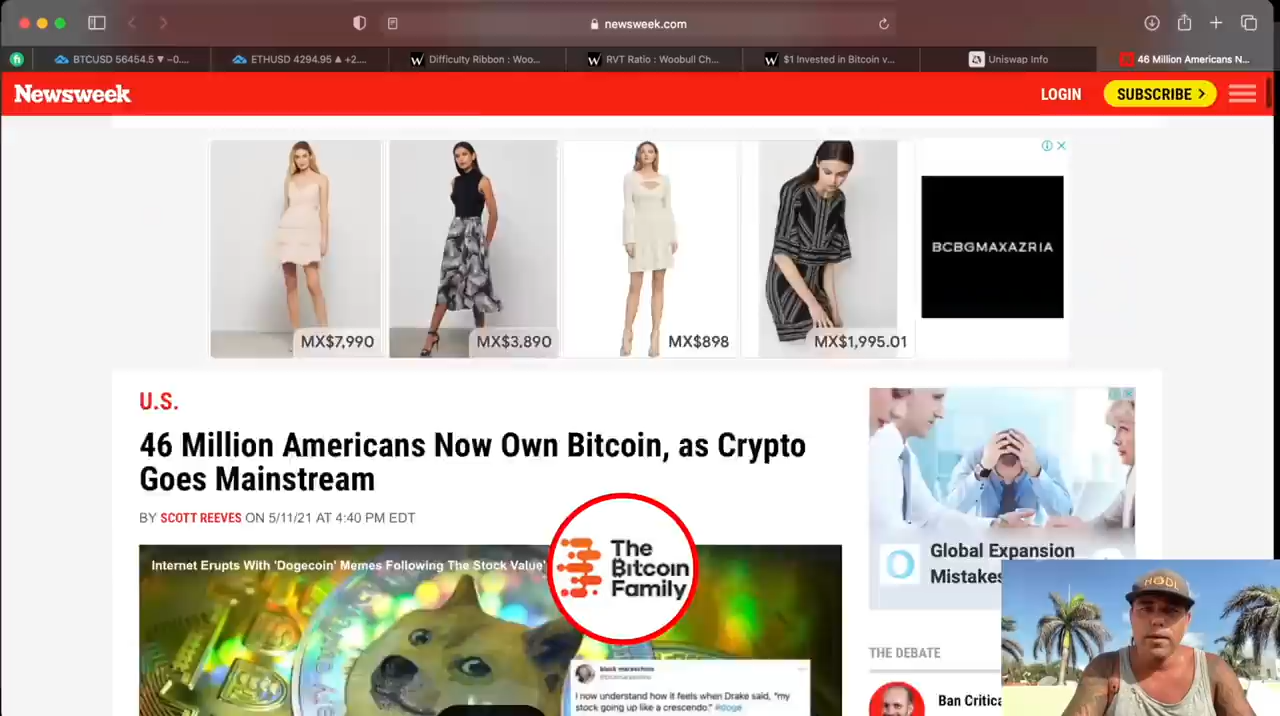 newsweek.com
BTCUSD 56454.5 ▼ −0....
ETHUSD 4294.95 ▲ +2....
Difficulty Ribbon : Woo...
RVT Ratio : Woobull Ch...
$1 Invested in Bitcoin v...
Uniswap Info
46 Million Americans N...
Newsweek
LOGIN
SUBSCRIBE >
MX$7,990
MX$3,890
MX$898
MX$1,995.01
BCBGMAXAZRIA
U.S.
46 Million Americans Now Own Bitcoin, as Crypto
Goes Mainstream
BY SCOTT REEVES ON 5/11/21 AT 4:40 PM EDT
Internet Erupts With 'Dogecoin' Memes Following The Stock Value'
The
Bitcoin
Family
I now understand how it feels when Drake said, "my
stock going up like a crescendo." #doge
Global Expansion
Mistakes
THE DEBATE
Ban Critica
HODL